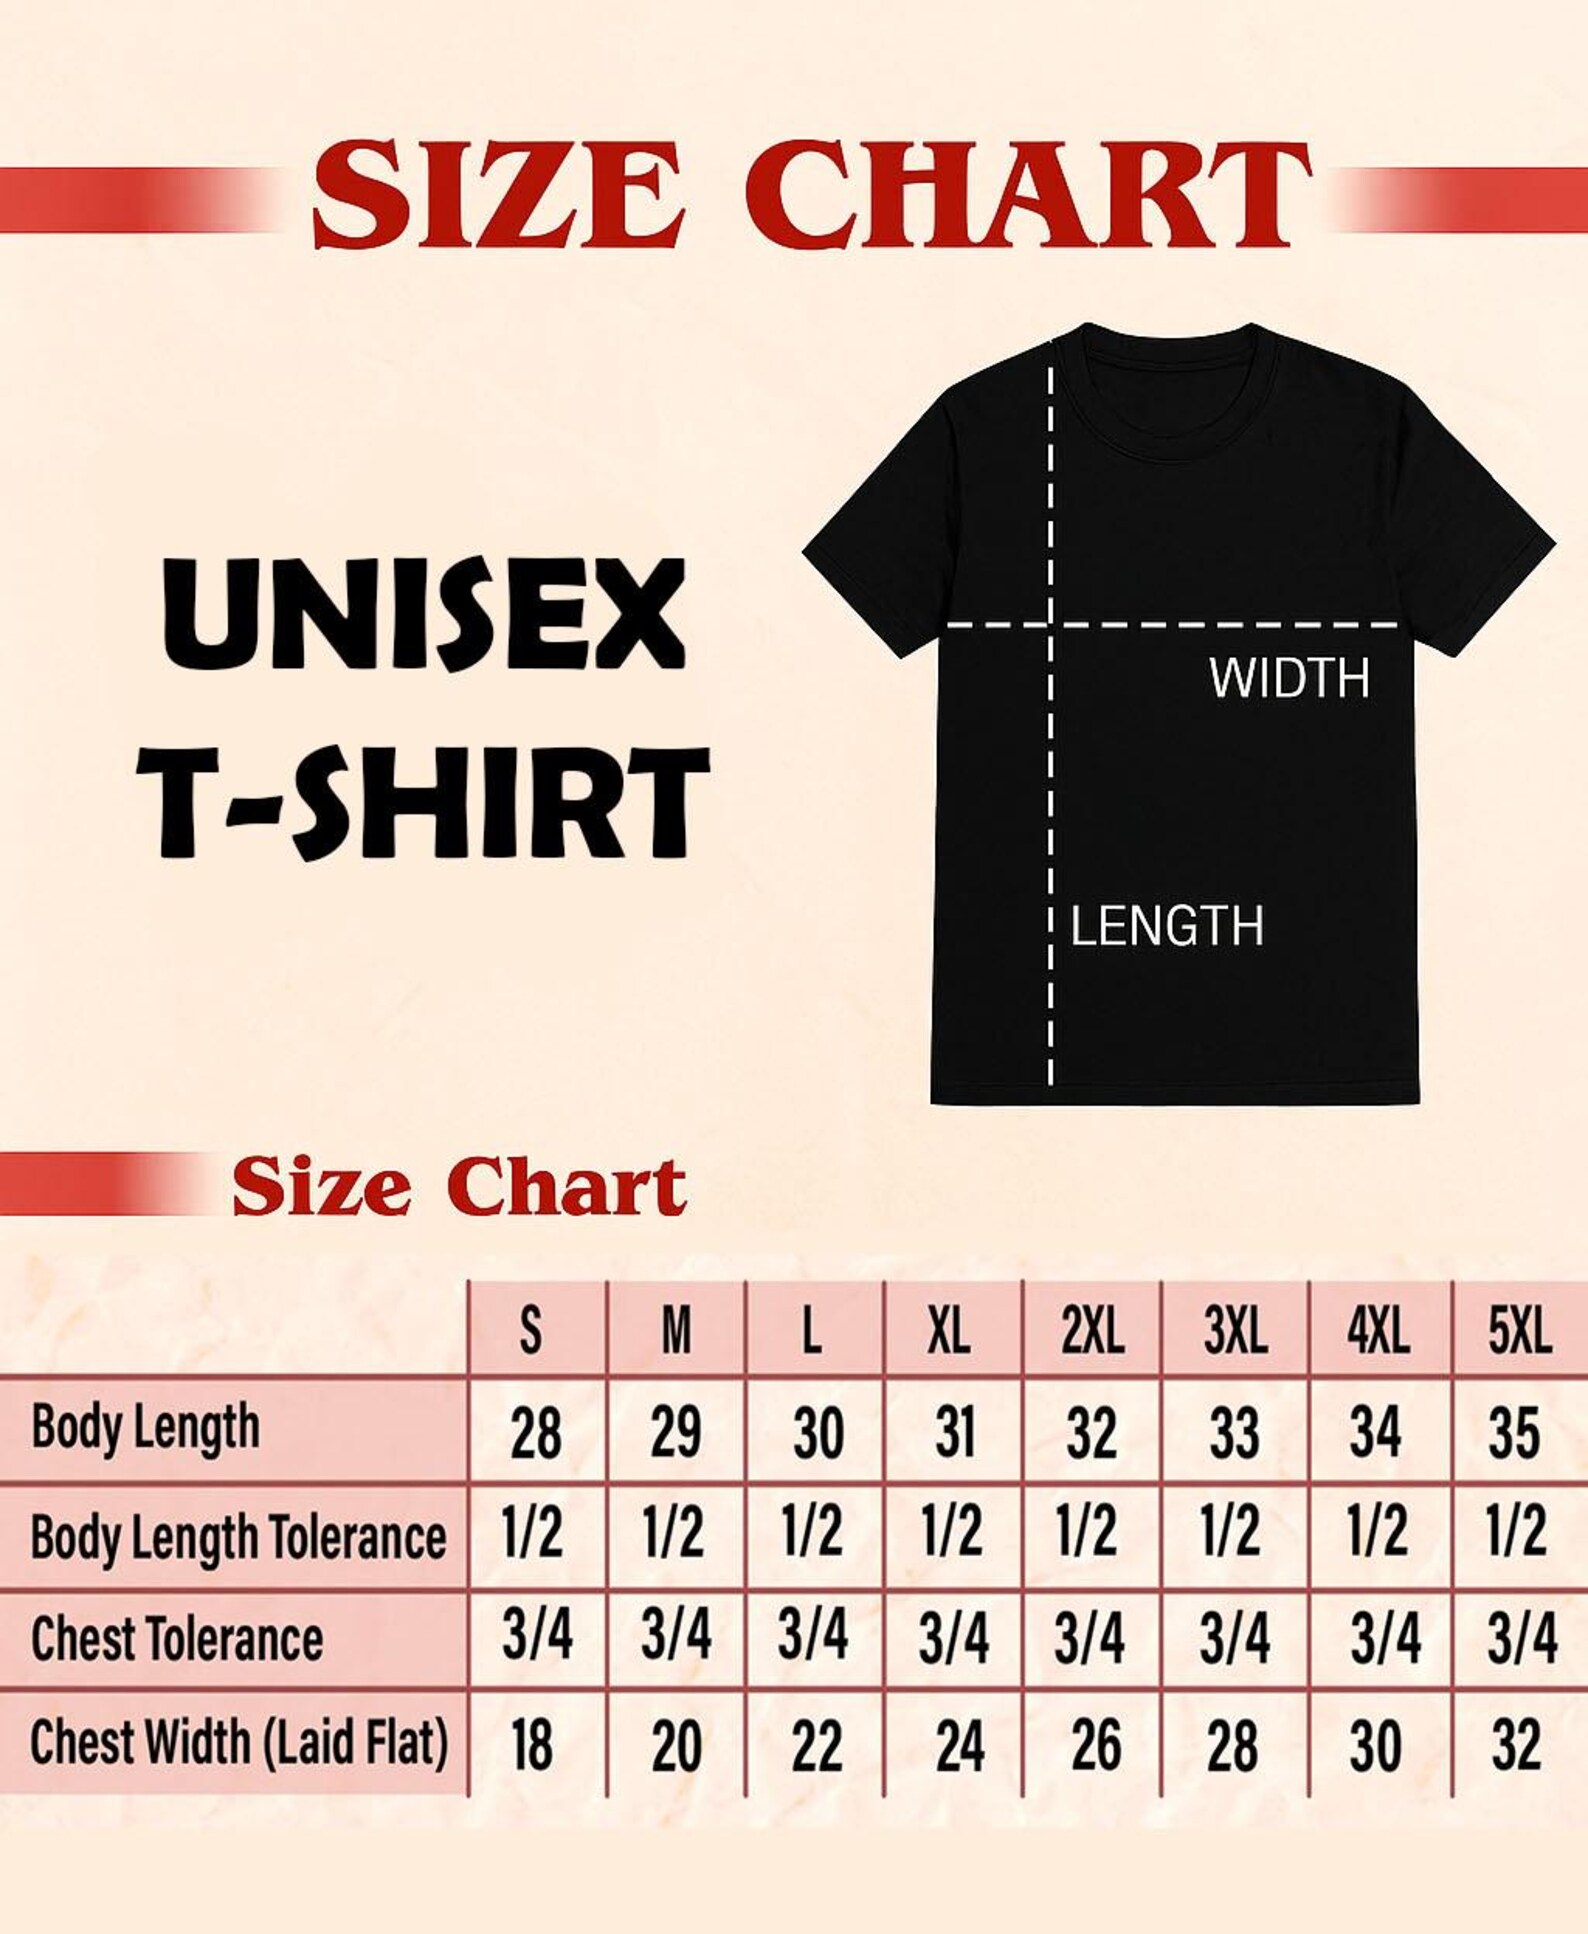 SIZE CHART
UNISEX
T-SHIRT
WIDTH
LENGTH
Size Chart
S M L XL 2XL 3XL 4XL 5XL
Body Length 28 29 30 31 32 33 34 35
Body Length Tolerance 1/2 1/2 1/2 1/2 1/2 1/2 1/2 1/2
Chest Tolerance 3/4 3/4 3/4 3/4 3/4 3/4 3/4 3/4
Chest Width (Laid Flat) 18 20 22 24 26 28 30 32